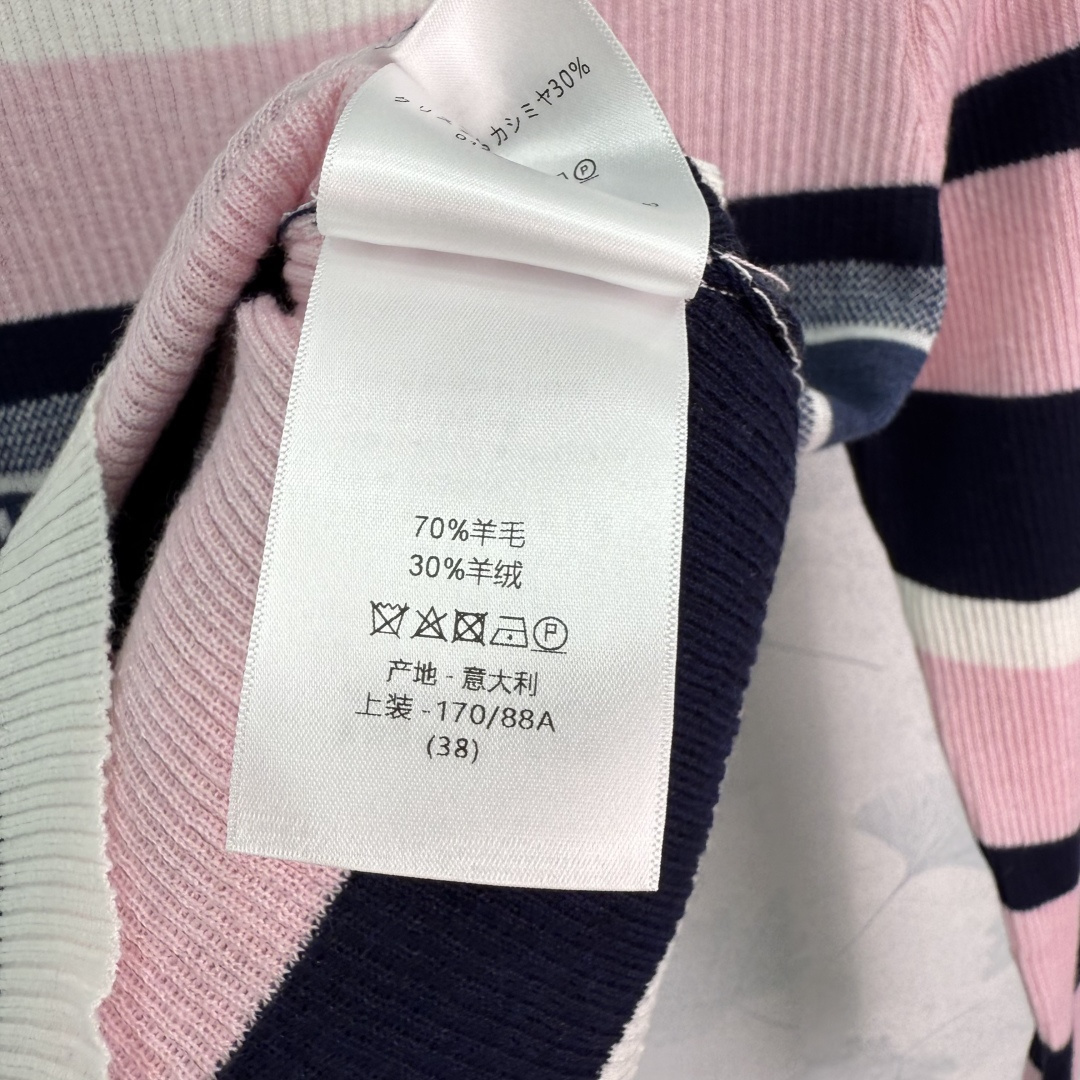 カシミヤ30%
P
70%羊毛
30%羊绒
P
产地 - 意大利
上装 -170/88A
(38)